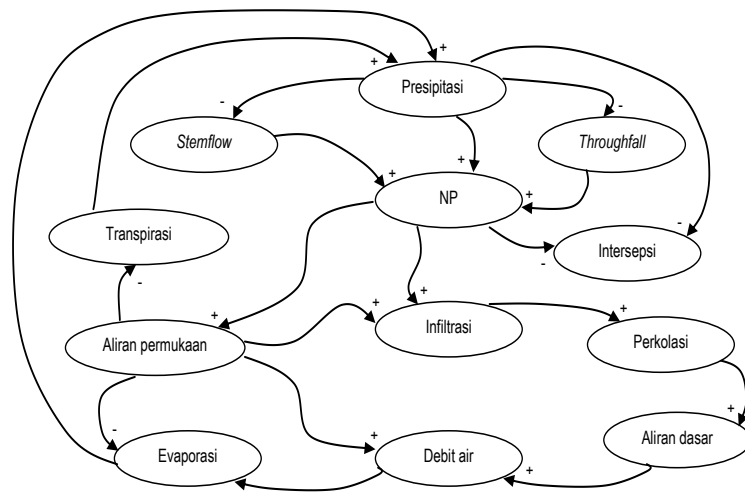 +
+
Presipitasi
-
-
Stemflow
Throughfall
+
+
+
NP
Transpirasi
-
Intersepsi
-
-
+
+
+
+
Infiltrasi
Aliran permukaan
Perkolasi
+
-
+
Aliran dasar
Evaporasi
Debit air
+